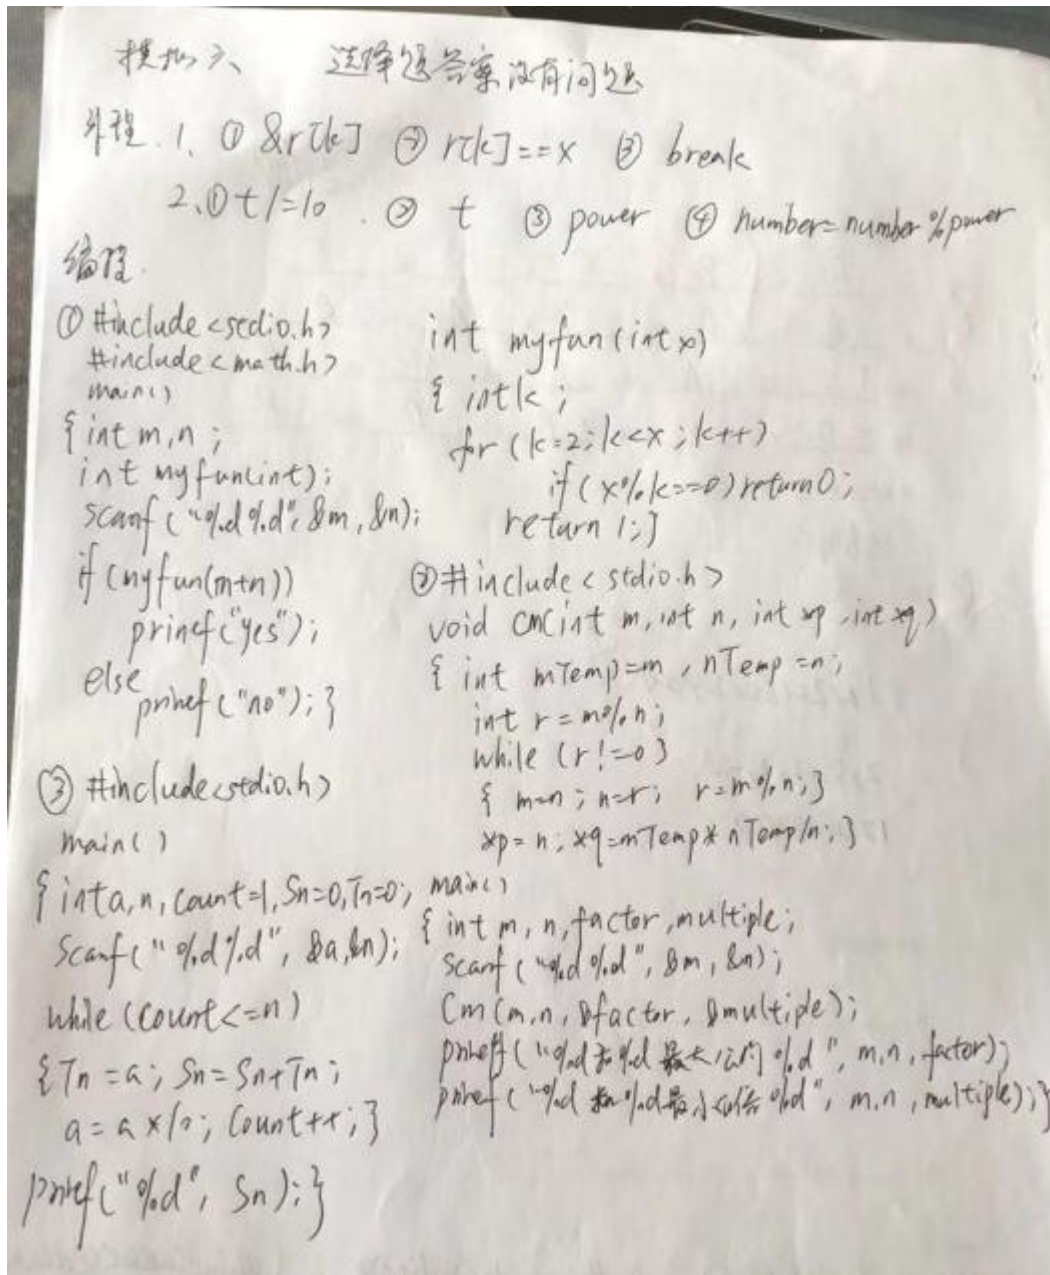 模拟六、 选择题答案没有问题
补程. 1. ① &r[k] ② r[k]==x ③ break
2、① t/=10 . ② t ③ power ④ number=number%power
编程.
① #include<stdio.h>
#include<math.h>
main()
{int m,n;
int myfun(int);
scanf("%d%d",&m,&n);
if(myfun(m+n))
printf("yes");
else
printf("no");}
int myfun(int x)
{ int k;
for(k=2;k<x;k++)
if(x%k==0)return 0;
return 1;}
② #include<stdio.h>
void cm(int m,int n,int *p,int *q)
{ int mTemp=m,nTemp=n;
int r=m%n;
while(r!=0)
{ m=n;n=r; r=m%n;}
*p=n;*q=mTemp*nTemp/n;}
main()
{int m,n,factor,multiple;
scanf("%d%d",&m,&n);
cm(m,n,&factor,&multiple);
printf("%d和%d最大公约%d",m,n,factor);
printf("%d和%d最小公倍%d",m,n,multiple);}
③ #include<stdio.h>
main()
{int a,n,count=1,Sn=0,Tn=0;
scanf("%d%d",&a,&n);
while(count<=n)
{Tn=a; Sn=Sn+Tn;
a=a*10; count++;}
printf("%d",Sn);}